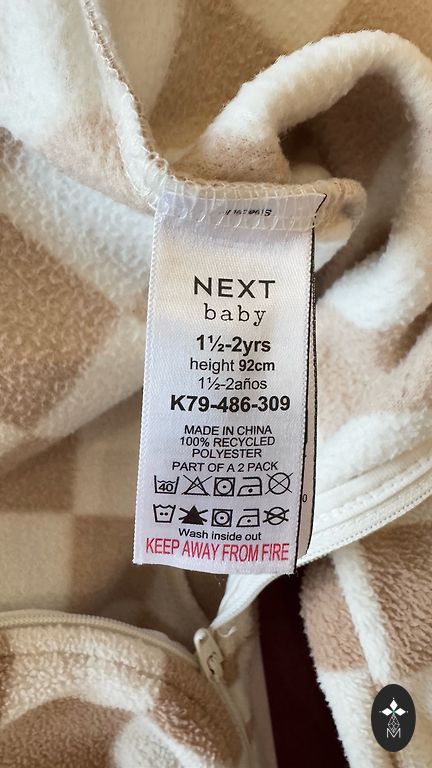 NEXT
baby
1½-2yrs
height 92cm
1½-2años
K79-486-309
MADE IN CHINA
100% RECYCLED
POLYESTER
PART OF A 2 PACK
40
Wash inside out
KEEP AWAY FROM FIRE
M